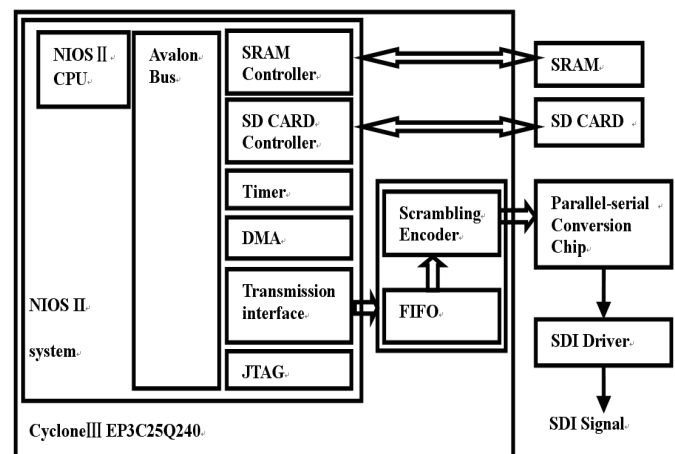 NIOS Ⅱ
CPU
Avalon
Bus
SRAM
Controller
SD CARD
Controller
Timer
DMA
Transmission
interface
JTAG
NIOS II
system
CycloneⅢ EP3C25Q240
Scrambling
Encoder
FIFO
SRAM
SD CARD
Parallel-serial
Conversion
Chip
SDI Driver
SDI Signal